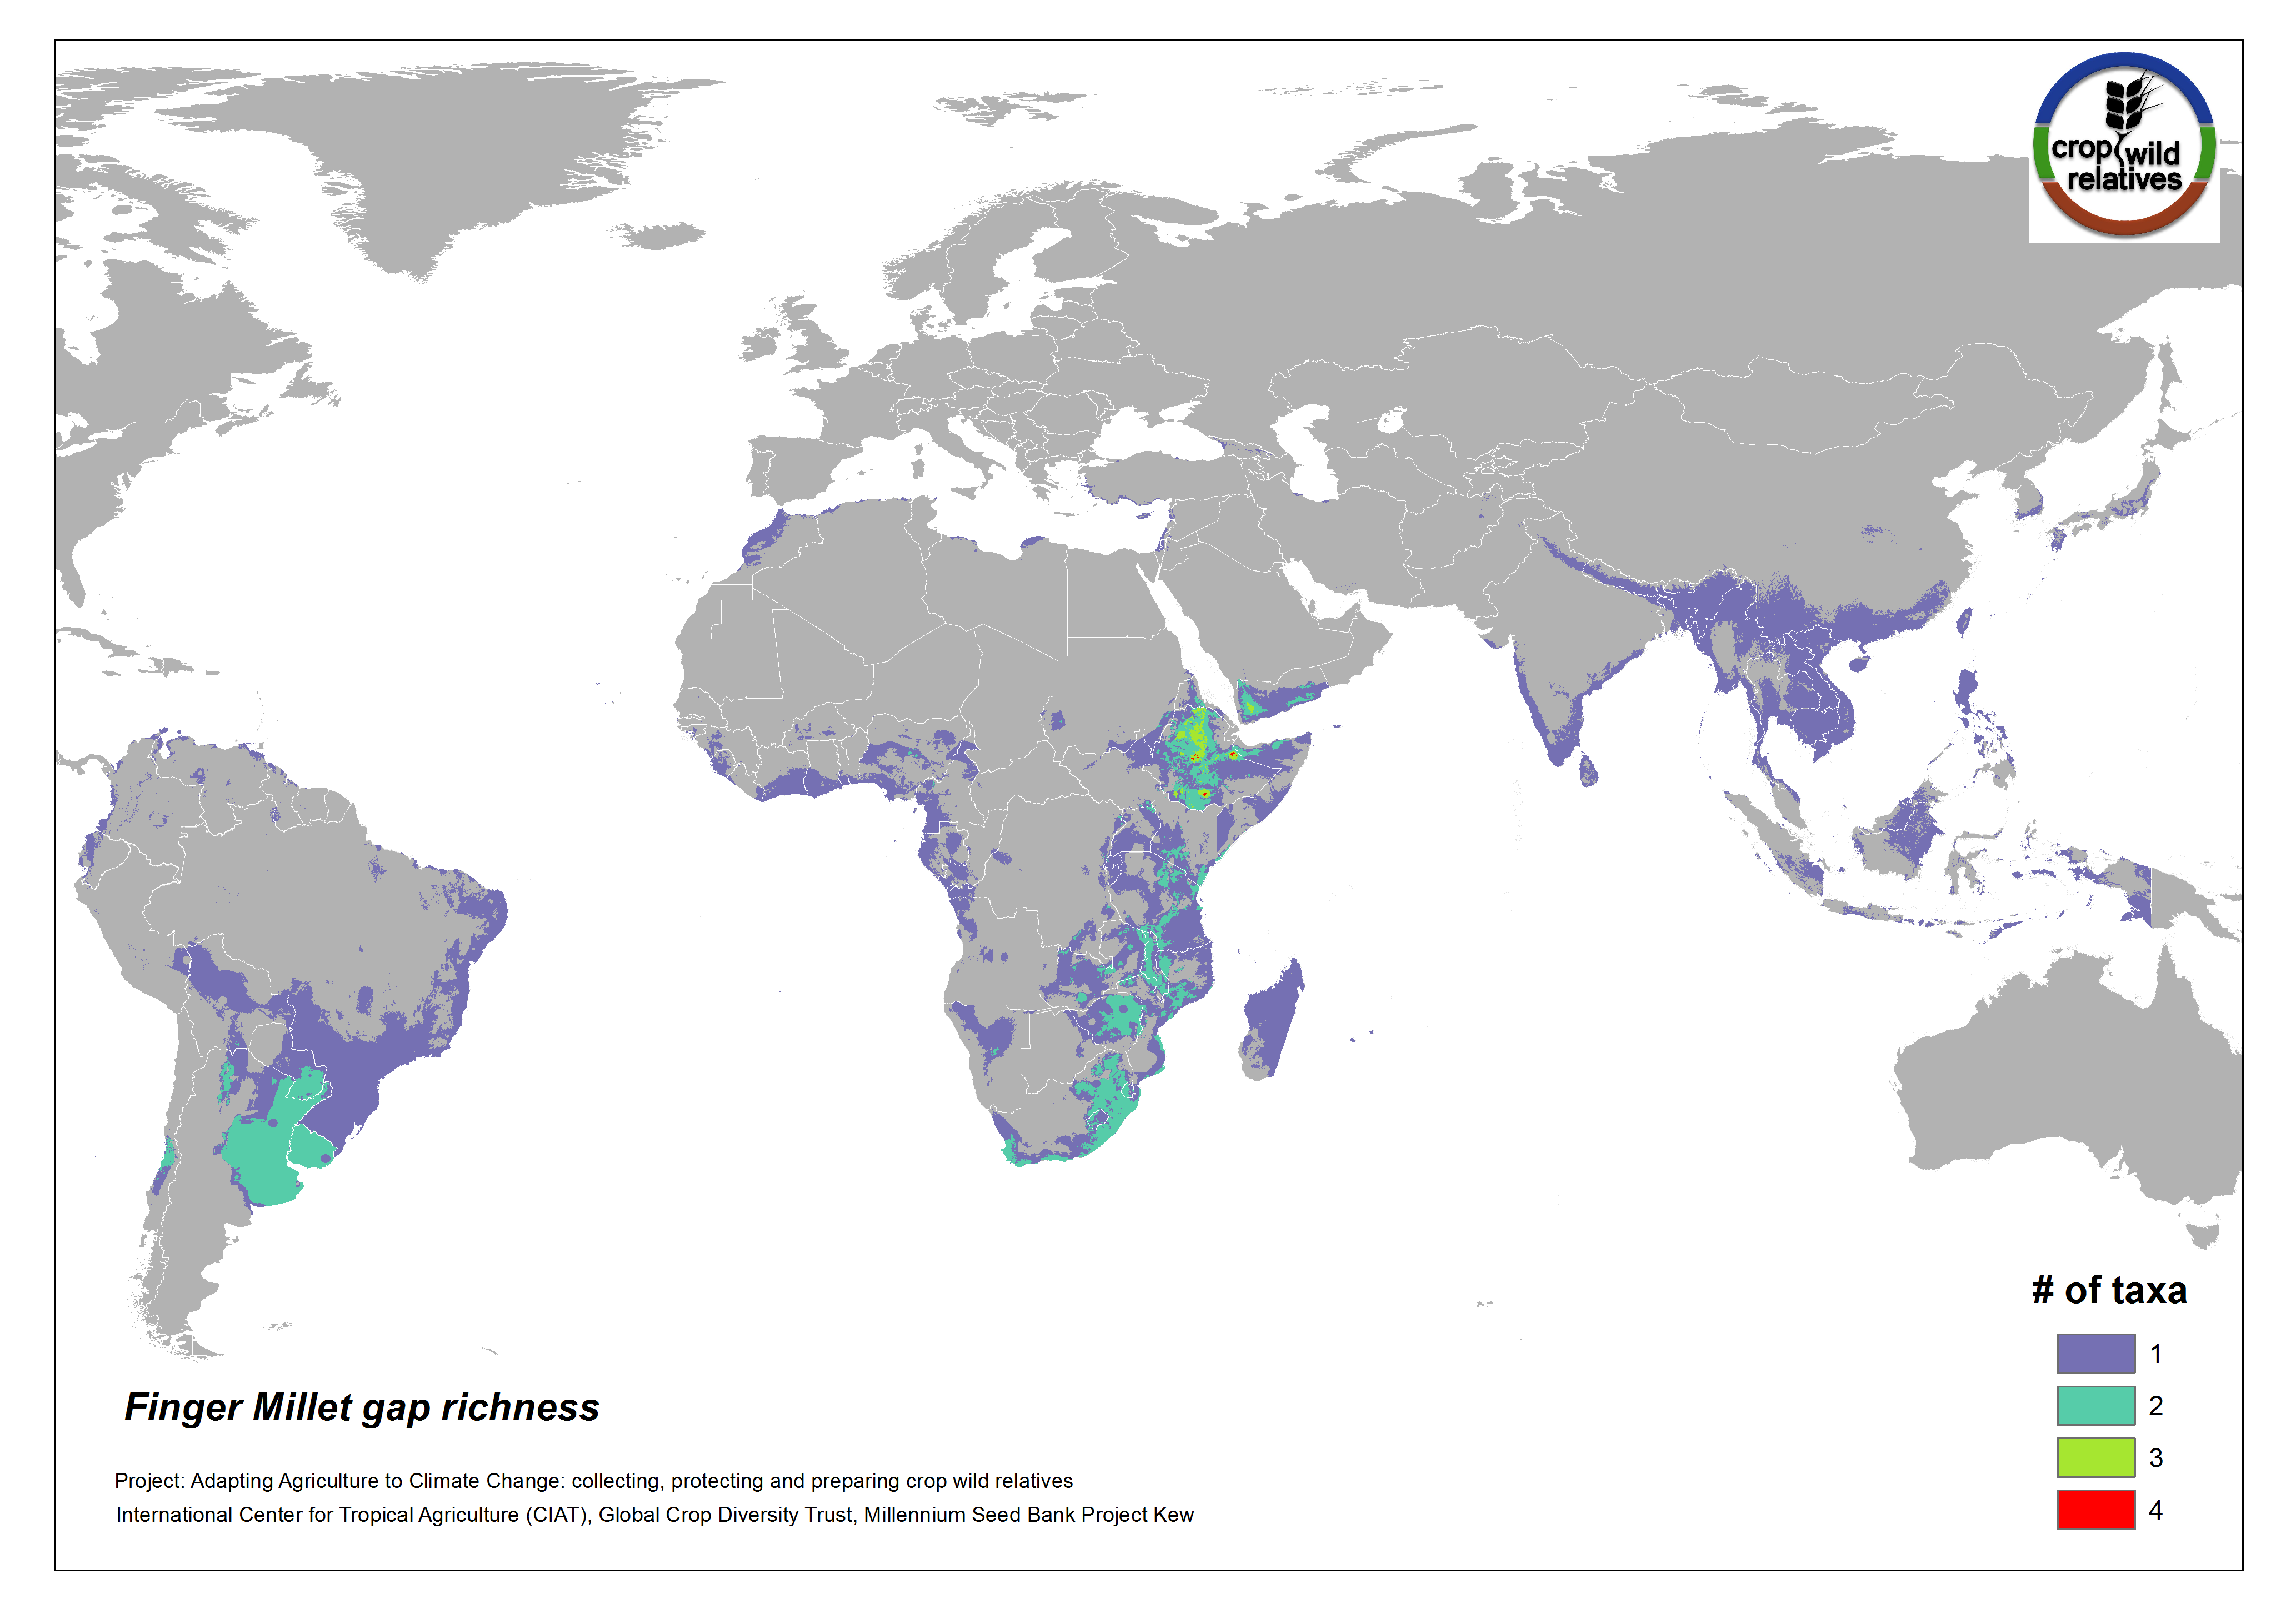 crop wild
relatives
# of taxa
1
2
3
4
Finger Millet gap richness
Project: Adapting Agriculture to Climate Change: collecting, protecting and preparing crop wild relatives
International Center for Tropical Agriculture (CIAT), Global Crop Diversity Trust, Millennium Seed Bank Project Kew